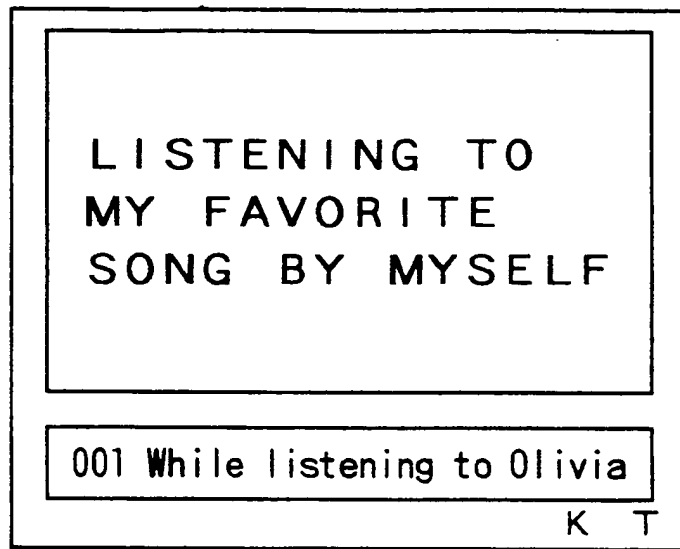 LISTENING TO
MY FAVORITE
SONG BY MYSELF
001 While listening to Olivia
K T